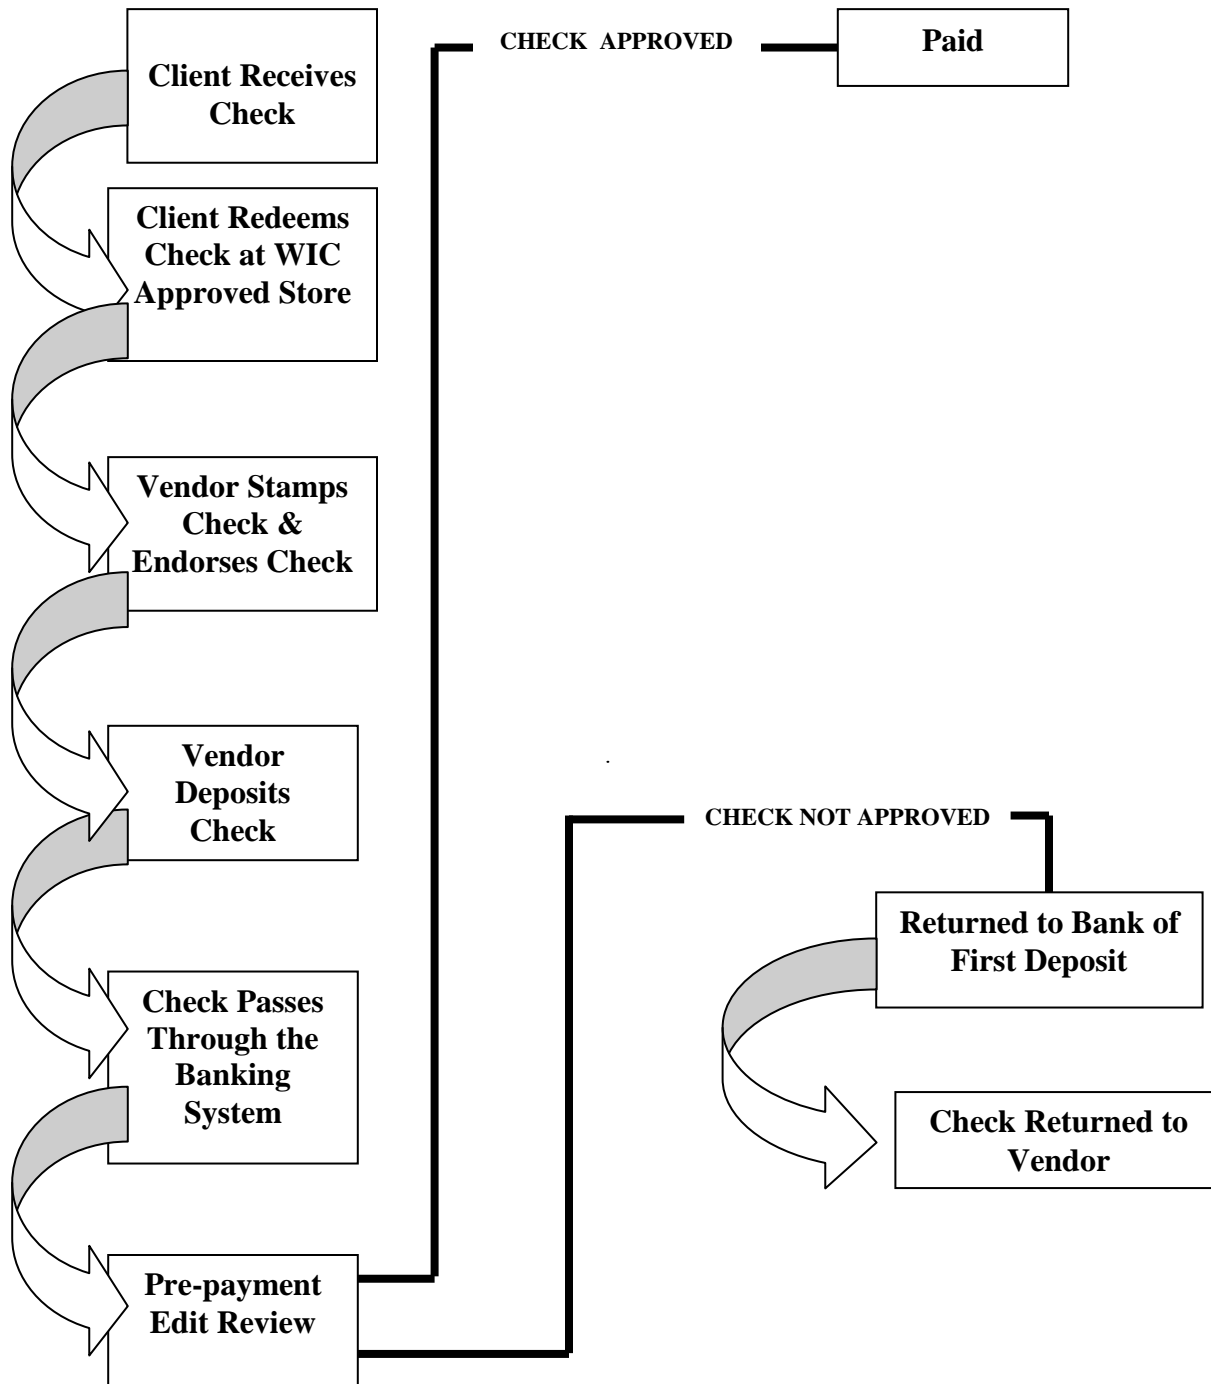 Client Receives
Check
Client Redeems
Check at WIC
Approved Store
Vendor Stamps
Check &
Endorses Check
Vendor
Deposits
Check
Check Passes
Through the
Banking
System
Pre-payment
Edit Review
CHECK APPROVED
Paid
.
CHECK NOT APPROVED
Returned to Bank of
First Deposit
Check Returned to
Vendor